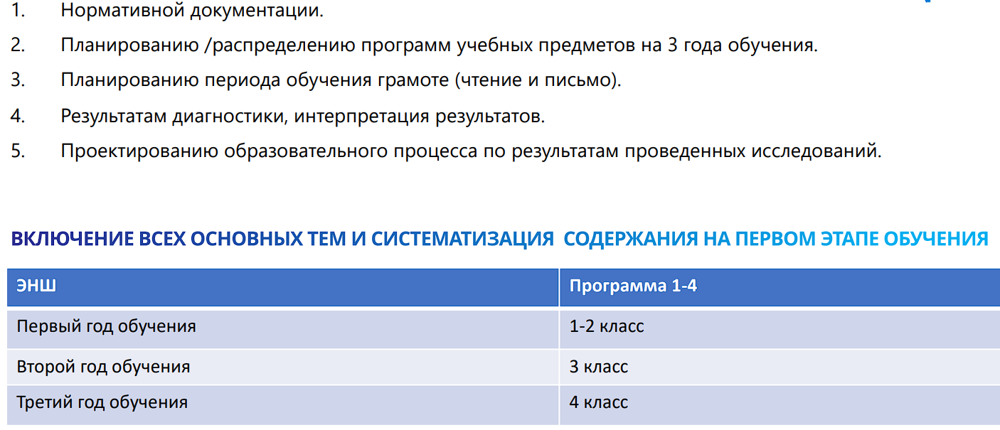 1. Нормативной документации.
2. Планированию /распределению программ учебных предметов на 3 года обучения.
3. Планированию периода обучения грамоте (чтение и письмо).
4. Результатам диагностики, интерпретация результатов.
5. Проектированию образовательного процесса по результатам проведенных исследований.
ВКЛЮЧЕНИЕ ВСЕХ ОСНОВНЫХ ТЕМ И СИСТЕМАТИЗАЦИЯ СОДЕРЖАНИЯ НА ПЕРВОМ ЭТАПЕ ОБУЧЕНИЯ
ЭНШ Программа 1-4
Первый год обучения 1-2 класс
Второй год обучения 3 класс
Третий год обучения 4 класс